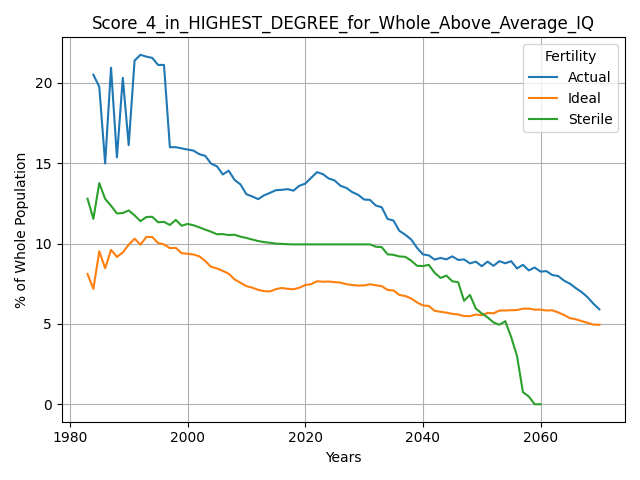 Score_4_in_HIGHEST_DEGREE_for_Whole_Above_Average_IQ
Fertility
Actual
Ideal
Sterile
% of Whole Population
20
15
10
5
0
1980
2000
2020
2040
2060
Years